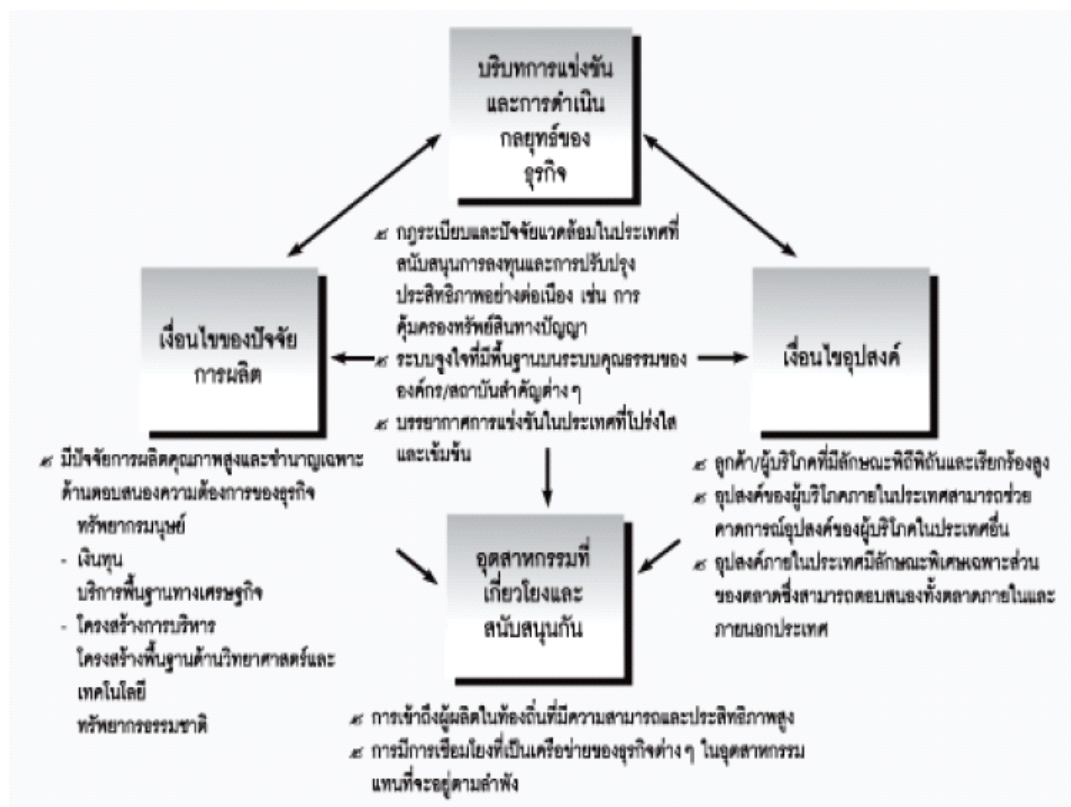 บริบทการแข่งขัน
และการดำเนิน
กลยุทธ์ของ
ธุรกิจ
กฎระเบียบและปัจจัยแวดล้อมในประเทศที่
สนับสนุนการลงทุนและการปรับปรุง
ประสิทธิภาพอย่างต่อเนื่อง เช่น การ
คุ้มครองทรัพย์สินทางปัญญา
ระบบจูงใจที่มีพื้นฐานบนระบบคุณธรรมของ
องค์กร/สถาบันสำคัญต่าง ๆ
บรรยากาศการแข่งขันในประเทศที่โปร่งใส
และเข้มข้น
เงื่อนไขของปัจจัย
การผลิต
มีปัจจัยการผลิตคุณภาพสูงและชำนาญเฉพาะ
ด้านตอบสนองความต้องการของธุรกิจ
ทรัพยากรมนุษย์
- เงินทุน
บริการพื้นฐานทางเศรษฐกิจ
- โครงสร้างการบริหาร
โครงสร้างพื้นฐานด้านวิทยาศาสตร์และ
เทคโนโลยี
ทรัพยากรธรรมชาติ
เงื่อนไขอุปสงค์
ลูกค้า/ผู้บริโภคที่มีลักษณะพิถีพิถันและเรียกร้องสูง
อุปสงค์ของผู้บริโภคภายในประเทศสามารถช่วย
คาดการณ์อุปสงค์ของผู้บริโภคในประเทศอื่น
อุปสงค์ภายในประเทศมีลักษณะพิเศษเฉพาะส่วน
ของตลาดซึ่งสามารถตอบสนองทั้งตลาดภายในและ
ภายนอกประเทศ
อุตสาหกรรมที่
เกี่ยวโยงและ
สนับสนุนกัน
การเข้าถึงผู้ผลิตในท้องถิ่นที่มีความสามารถและประสิทธิภาพสูง
การมีการเชื่อมโยงที่เป็นเครือข่ายของธุรกิจต่าง ๆ ในอุตสาหกรรม
แทนที่จะอยู่ตามลำพัง